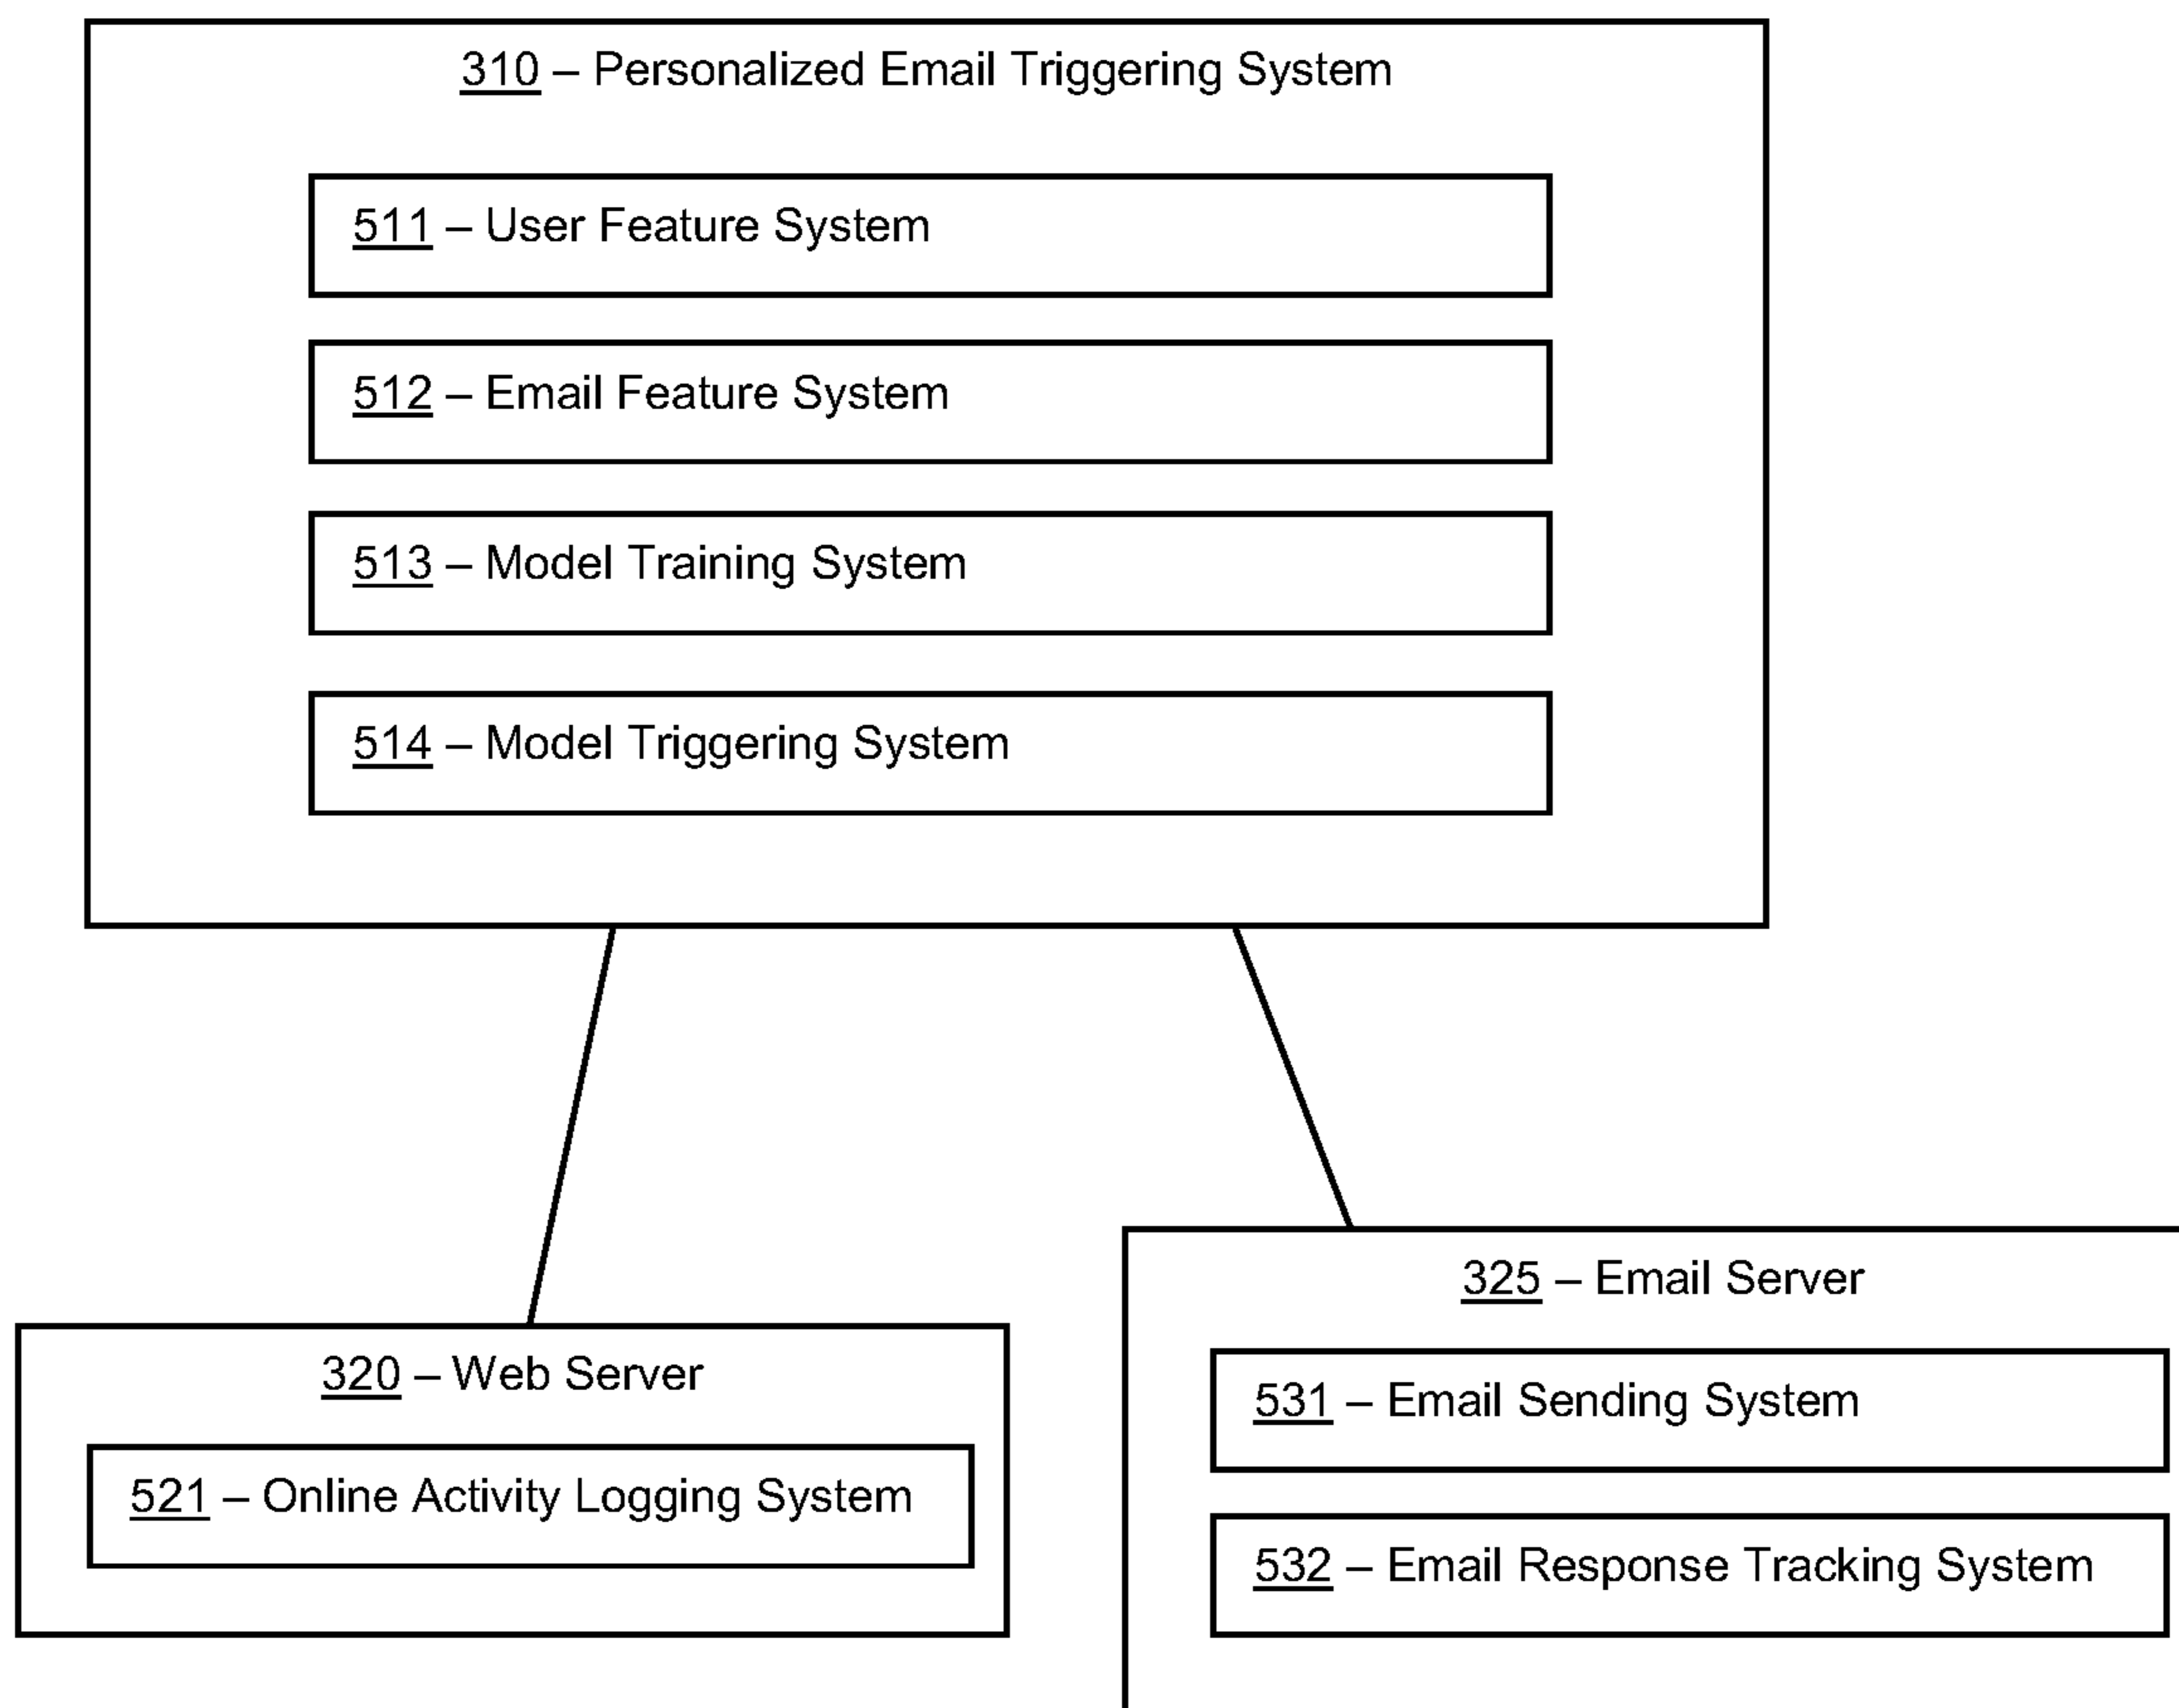 310 – Personalized Email Triggering System
511 – User Feature System
512 – Email Feature System
513 – Model Training System
514 – Model Triggering System
325 – Email Server
320 – Web Server
531 – Email Sending System
521 – Online Activity Logging System
532 – Email Response Tracking System